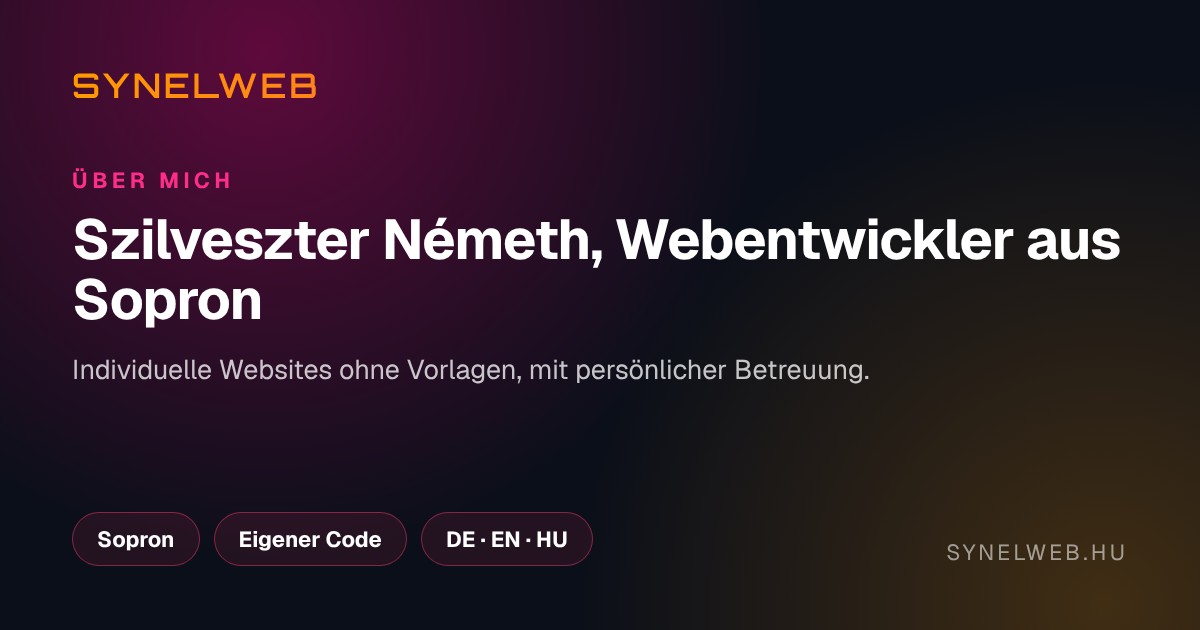 SYNELWEB
ÜBER MICH
Szilveszter Németh, Webentwickler aus
Sopron
Individuelle Websites ohne Vorlagen, mit persönlicher Betreuung.
Sopron
Eigener Code
DE · EN · HU
SYNELWEB.HU